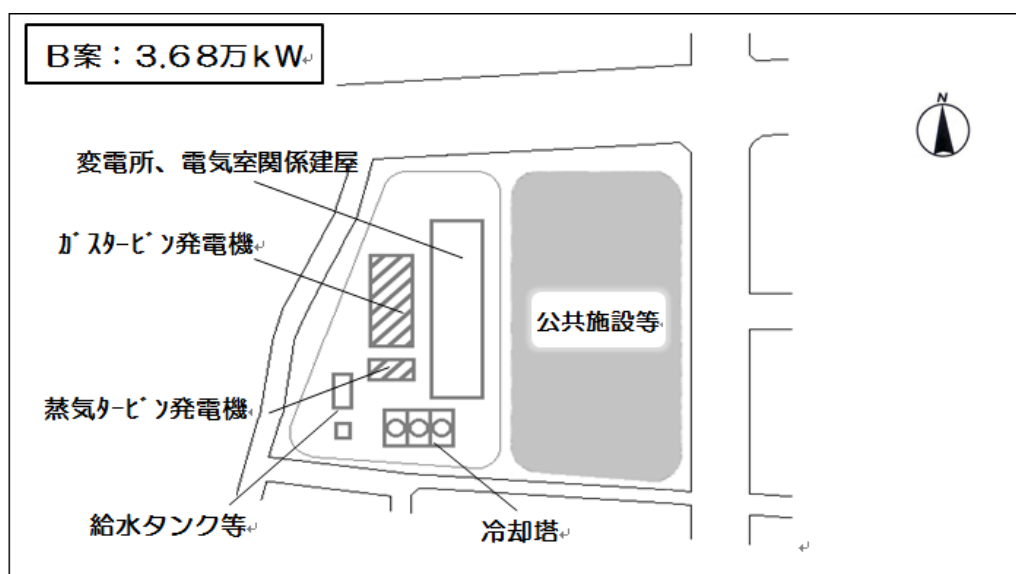 B案：3.68万kW
N
変電所、電気室関係建屋
ｶﾞｽﾀｰﾋﾞﾝ発電機
公共施設等
蒸気ﾀｰﾋﾞﾝ発電機
給水タンク等
冷却塔